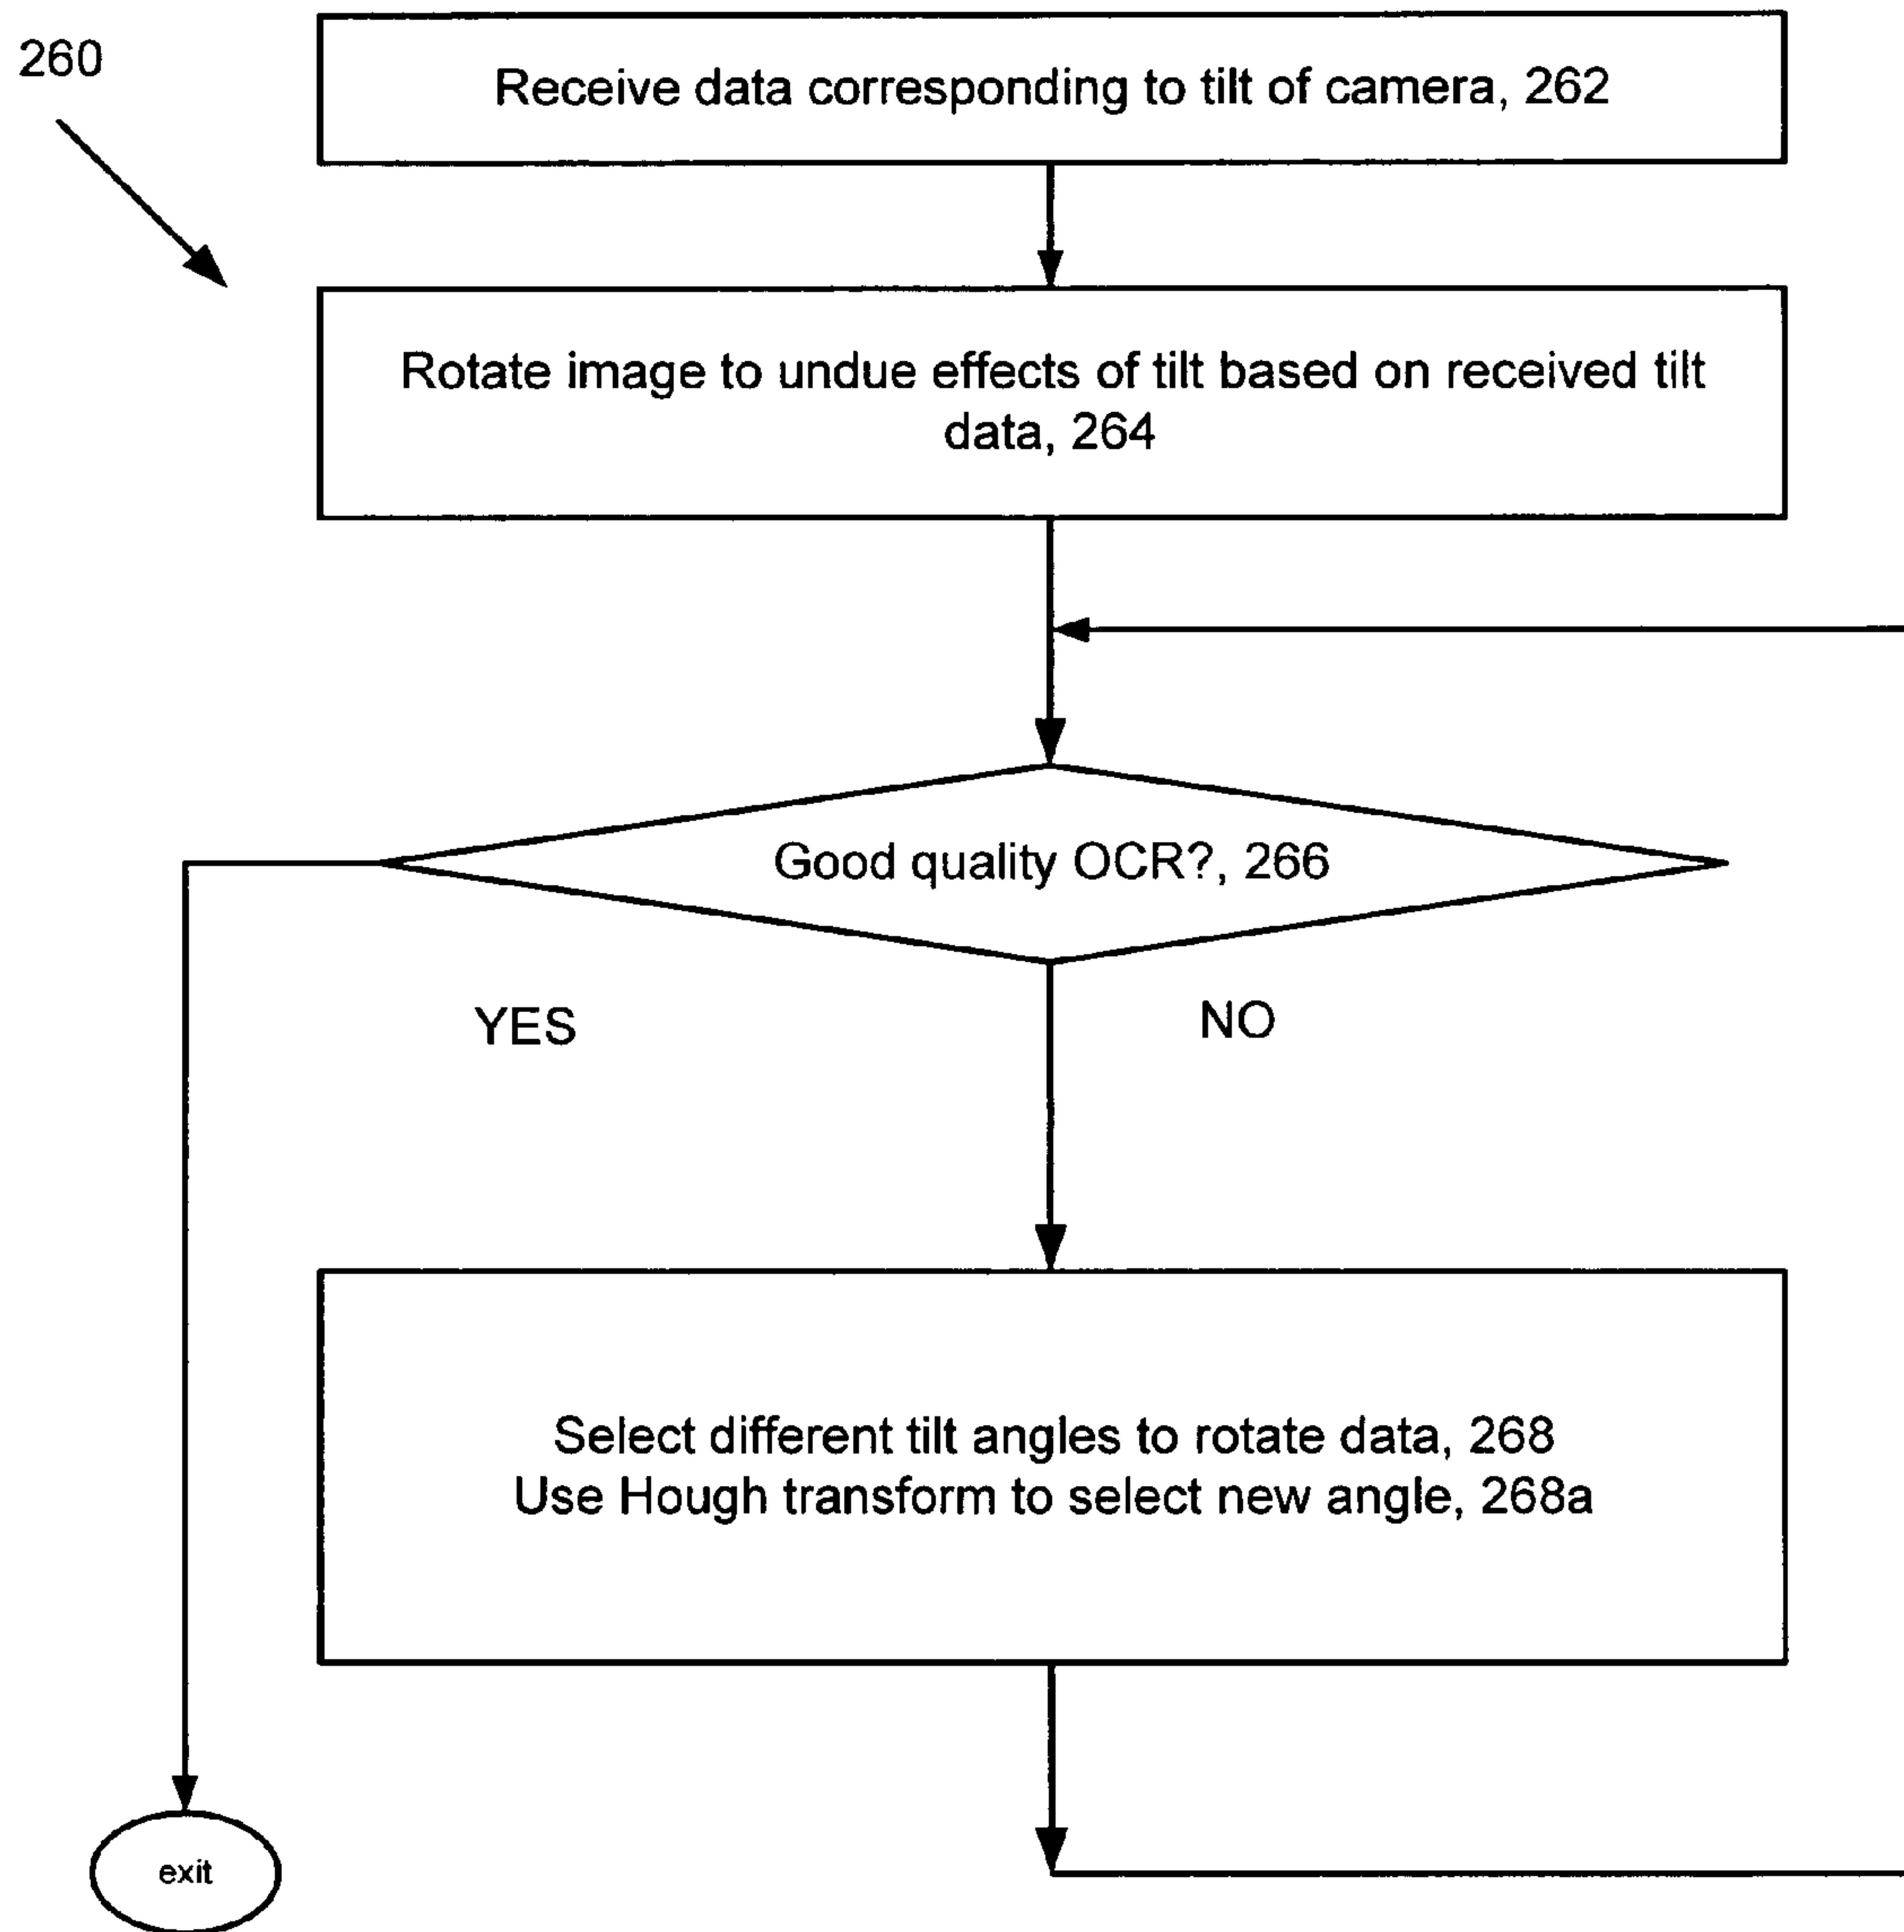 260
Receive data corresponding to tilt of camera, 262
Rotate image to undue effects of tilt based on received tilt
data, 264
Good quality OCR?, 266
YES
NO
Select different tilt angles to rotate data, 268
Use Hough transform to select new angle, 268a
exit